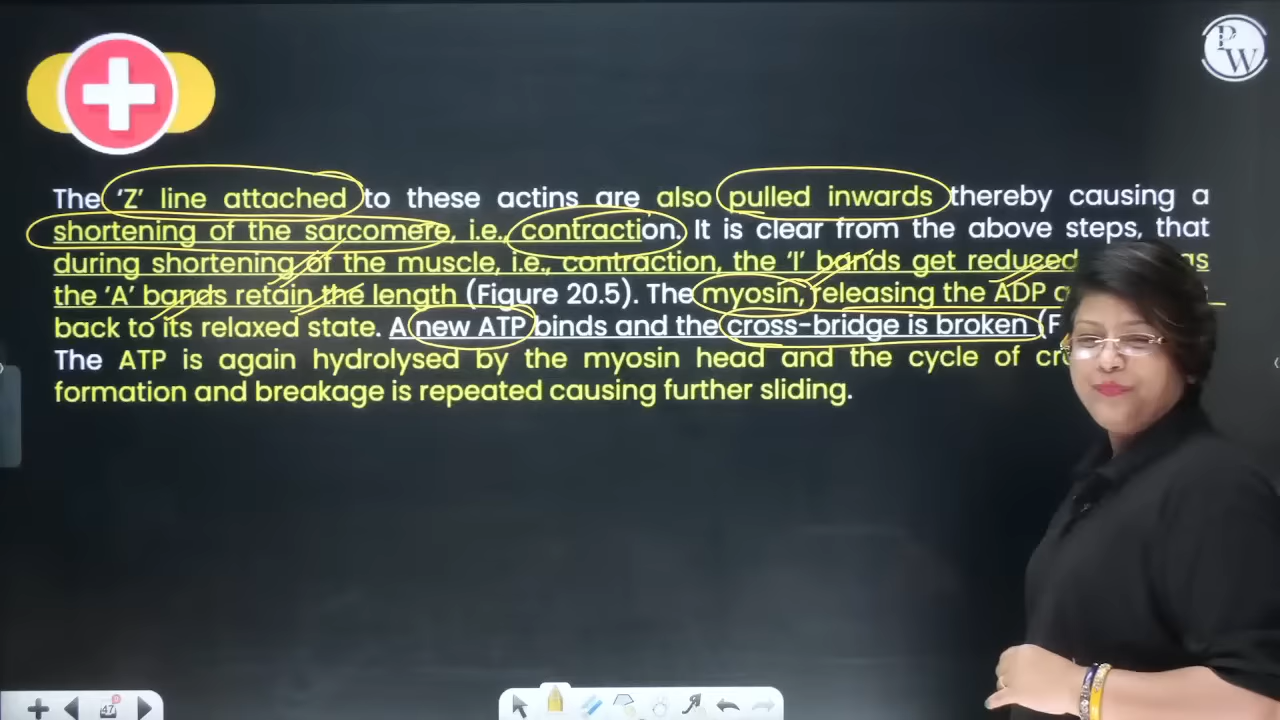 PW
The ‘Z’ line attached to these actins are also pulled inwards thereby causing a
shortening of the sarcomere, i.e., contraction. It is clear from the above steps, that
during shortening of the muscle, i.e., contraction, the ‘I’ bands get reduced
the ‘A’ bands retain the length (Figure 20.5). The myosin, releasing the ADP
back to its relaxed state. A new ATP binds and the cross-bridge is broken
The ATP is again hydrolysed by the myosin head and the cycle of
formation and breakage is repeated causing further sliding.
47